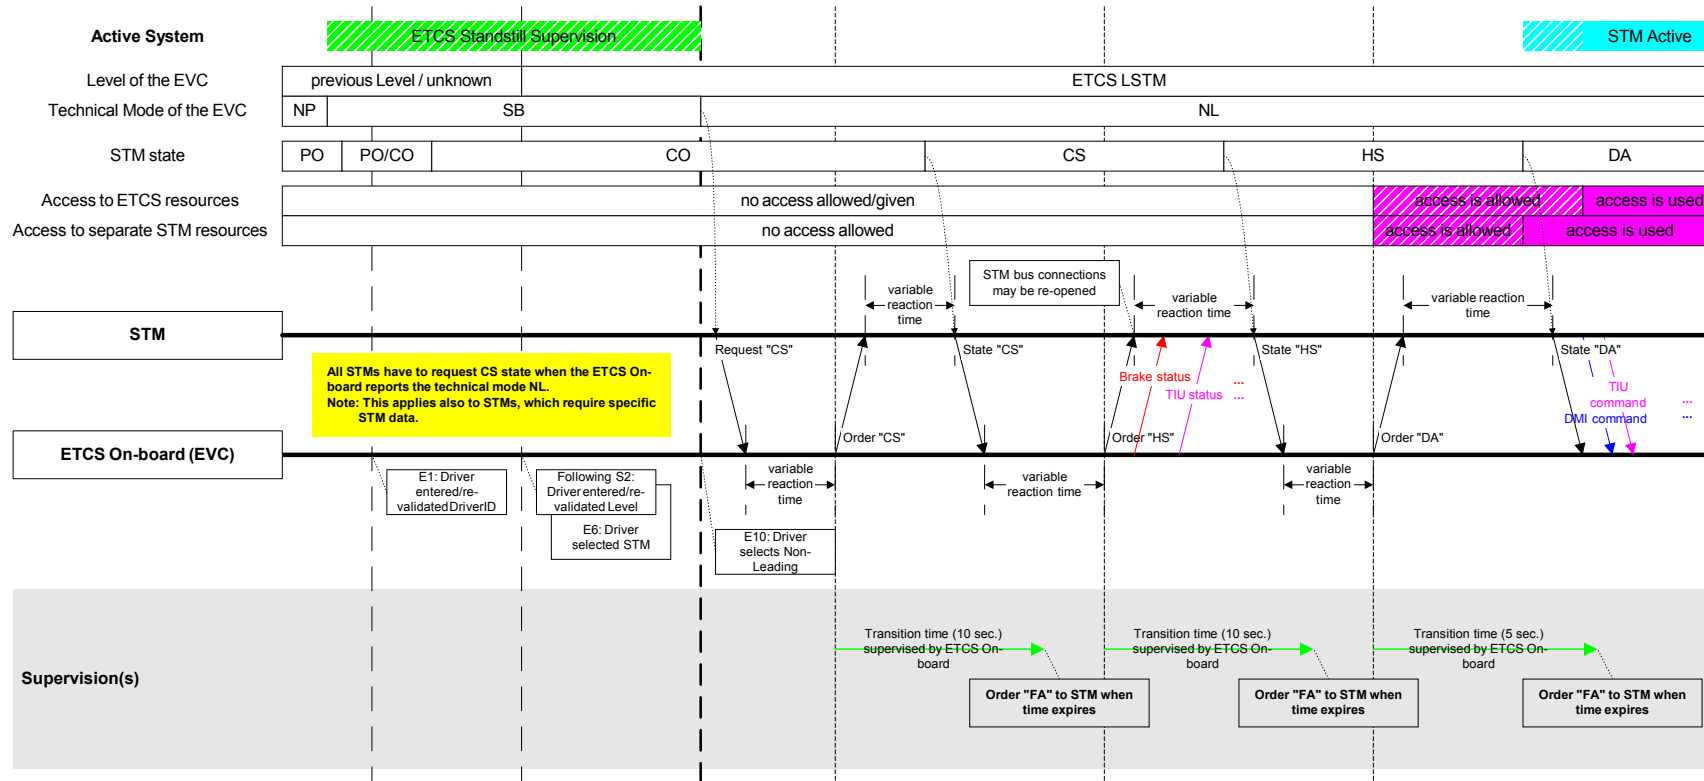 Active System
ETCS Standstill Supervision
STM Active
Level of the EVC
previous Level / unknown
ETCS LSTM
Technical Mode of the EVC
NP
SB
NL
STM state
PO
PO/CO
CO
CS
HS
DA
Access to ETCS resources
no access allowed/given
access is allowed
access is used
Access to separate STM resources
no access allowed
access is allowed
access is used
STM bus connections
may be re-opened
variable
reaction
time
variable
reaction time
variable reaction
time
STM
Request "CS"
State "CS"
State "HS"
State "DA"
All STMs have to request CS state when the ETCS On-
board reports the technical mode NL.
Note: This applies also to STMs, which require specific
STM data.
Brake status
...
TIU status
...
TIU
command
...
DMI command
...
Order "CS"
Order "HS"
Order "DA"
ETCS On-board (EVC)
E1: Driver
entered/re-
validatedDriverID
Following S2:
Driver entered/re-
validated Level
E6: Driver
selected STM
variable
reaction
time
variable
reaction time
variable
reaction
time
E10: Driver
selects Non-
Leading
Supervision(s)
Transition time (10 sec.)
supervised by ETCS On-
board
Transition time (10 sec.)
supervised by ETCS On-
board
Transition time (5 sec.)
supervised by ETCS On-
board
Order "FA" to STM when
time expires
Order "FA" to STM when
time expires
Order "FA" to STM when
time expires